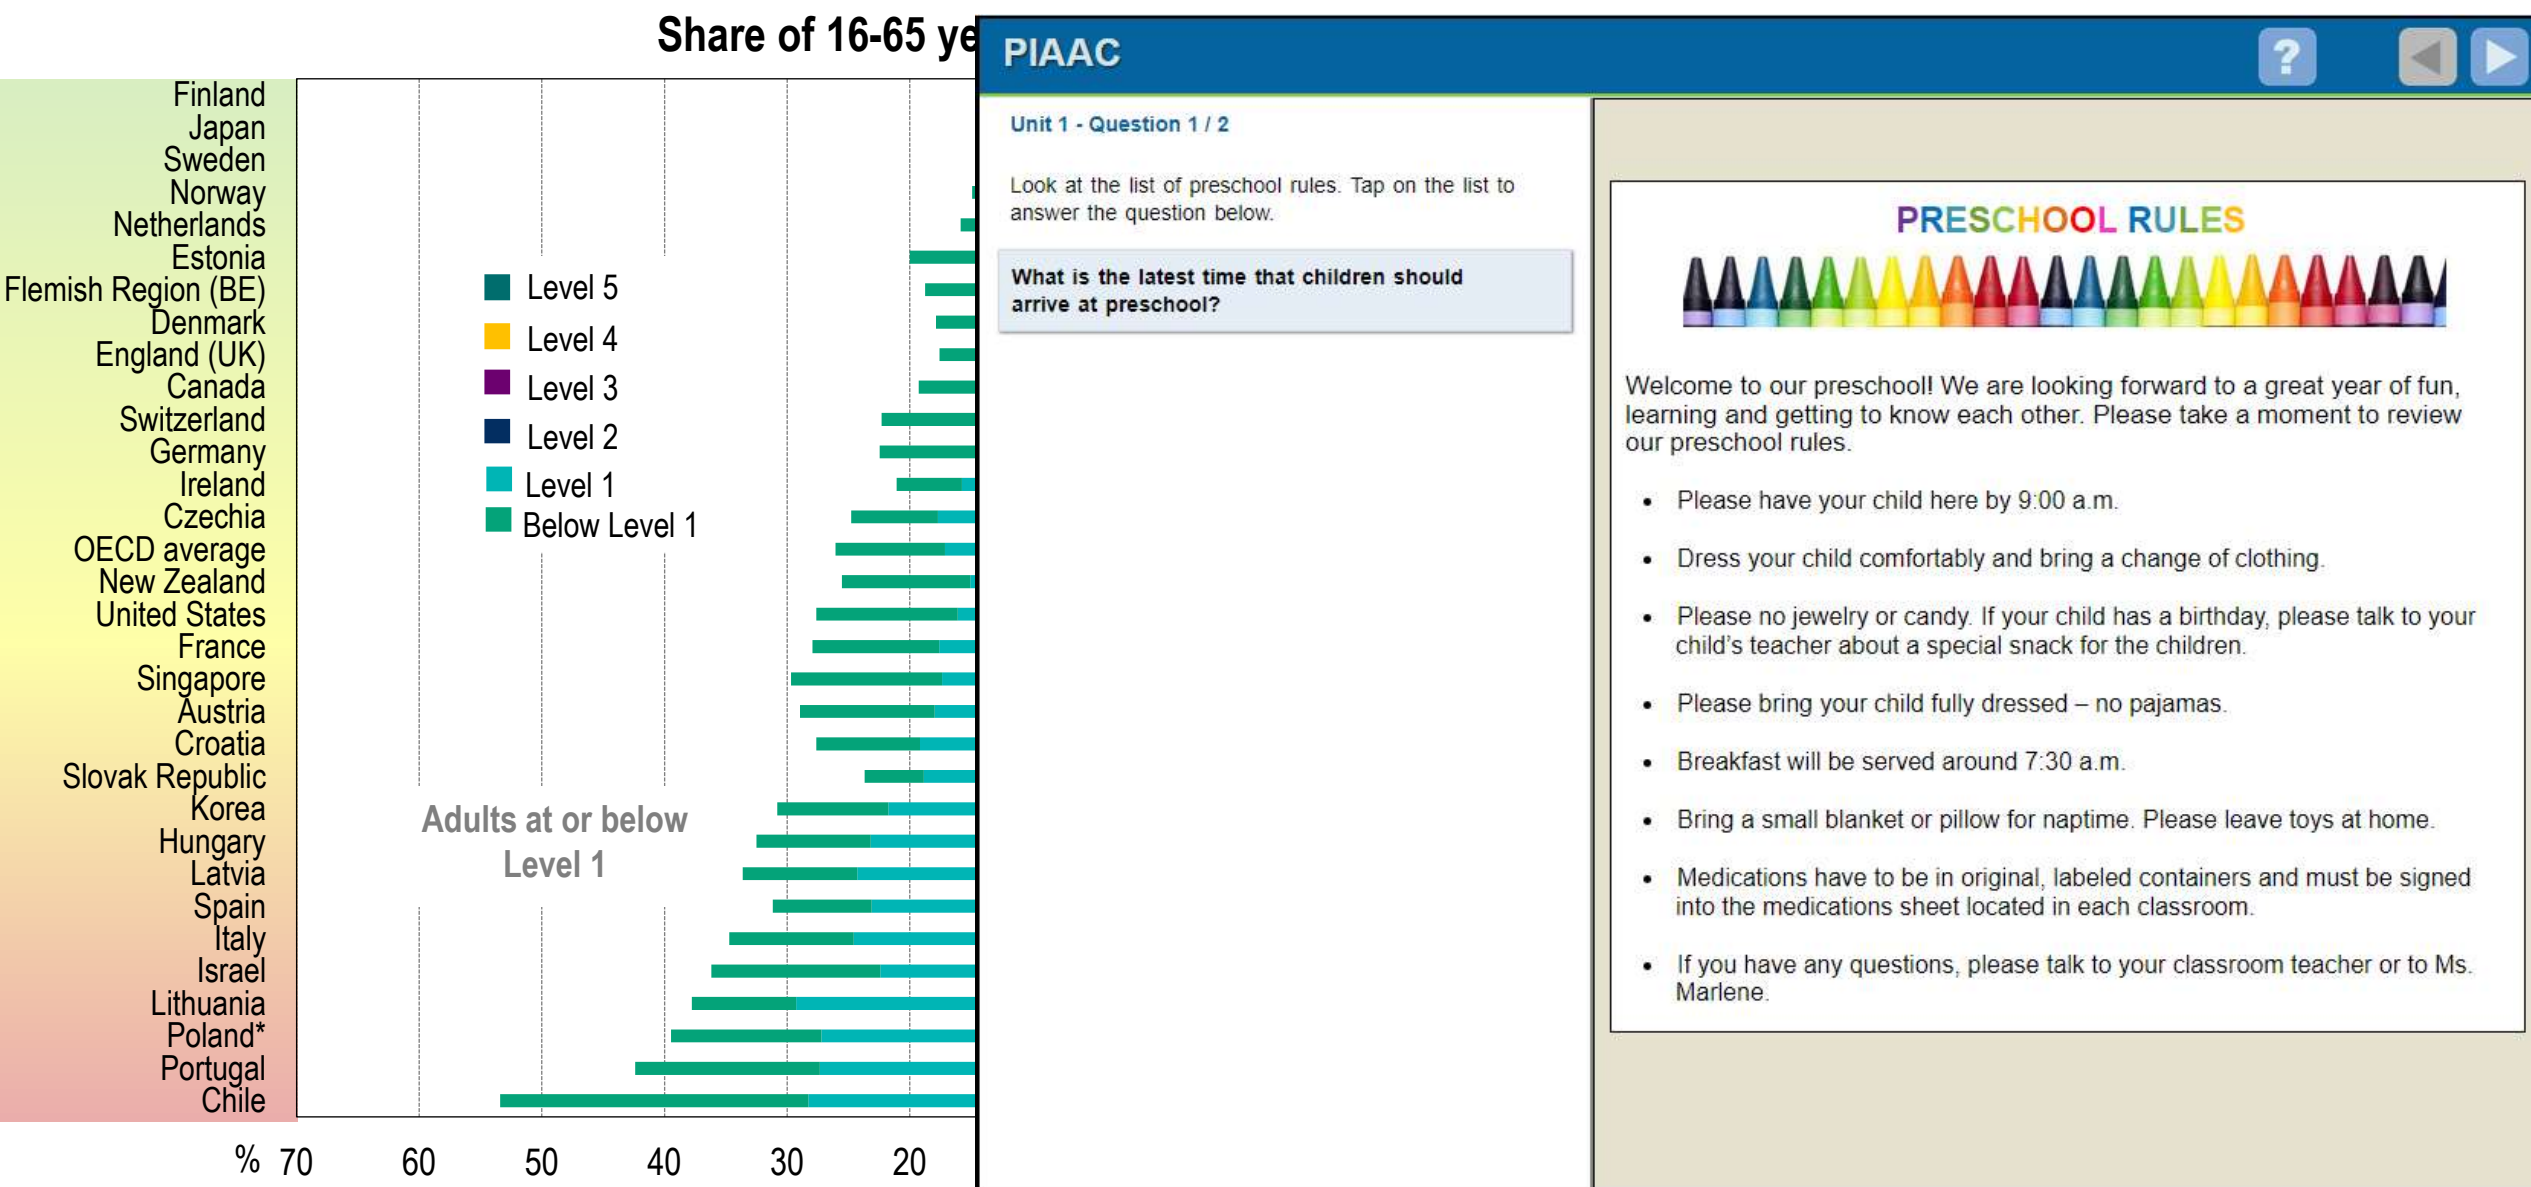 Share of 16-65 ye
Finland
Japan
Sweden
Norway
Netherlands
Estonia
Flemish Region (BE)
Denmark
England (UK)
Canada
Switzerland
Germany
Ireland
Czechia
OECD average
New Zealand
United States
France
Singapore
Austria
Croatia
Slovak Republic
Korea
Hungary
Latvia
Spain
Italy
Israel
Lithuania
Poland*
Portugal
Chile
Level 5
Level 4
Level 3
Level 2
Level 1
Below Level 1
Adults at or below
Level 1
% 70 60 50 40 30 20
PIAAC
?
Unit 1 - Question 1 / 2
Look at the list of preschool rules. Tap on the list to
answer the question below.
What is the latest time that children should
arrive at preschool?
PRESCHOOL RULES
Welcome to our preschool! We are looking forward to a great year of fun,
learning and getting to know each other. Please take a moment to review
our preschool rules.
• Please have your child here by 9:00 a.m.
• Dress your child comfortably and bring a change of clothing.
• Please no jewelry or candy. If your child has a birthday, please talk to your
child's teacher about a special snack for the children.
• Please bring your child fully dressed – no pajamas.
• Breakfast will be served around 7:30 a.m.
• Bring a small blanket or pillow for naptime. Please leave toys at home.
• Medications have to be in original, labeled containers and must be signed
into the medications sheet located in each classroom.
• If you have any questions, please talk to your classroom teacher or to Ms.
Marlene.